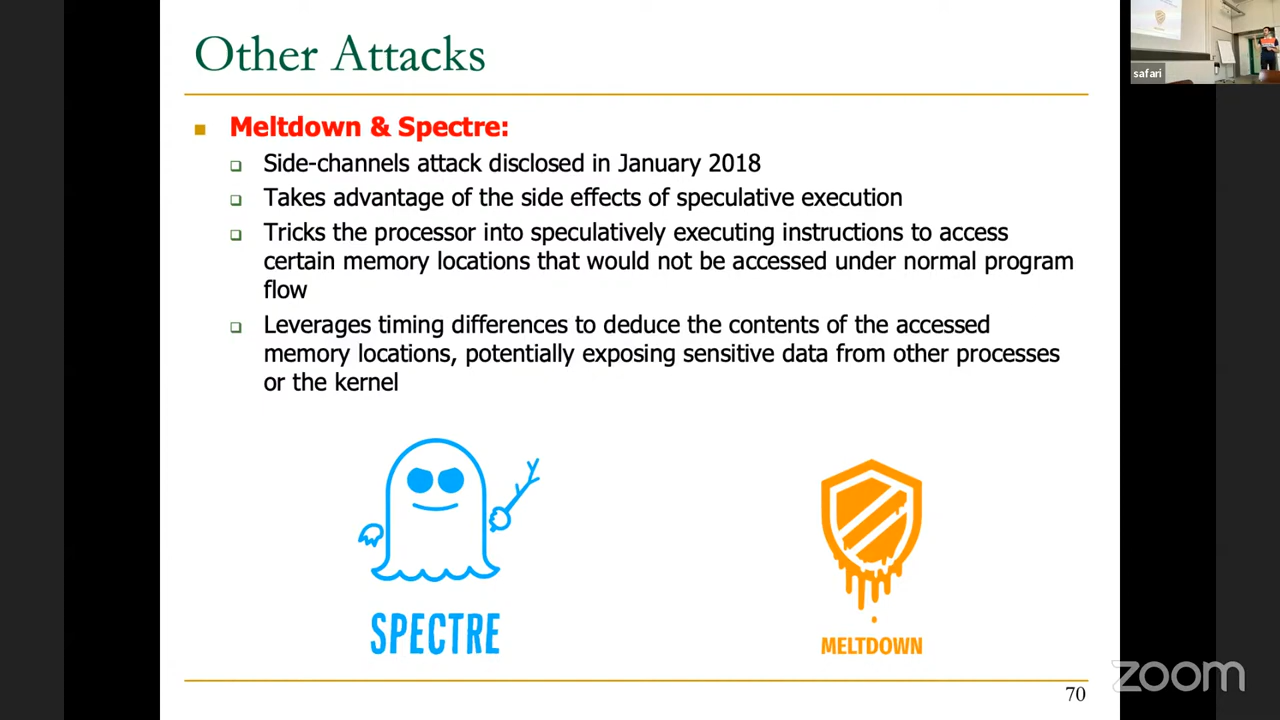 Other Attacks
safari
Meltdown & Spectre:
Side-channels attack disclosed in January 2018
Takes advantage of the side effects of speculative execution
Tricks the processor into speculatively executing instructions to access
certain memory locations that would not be accessed under normal program
flow
Leverages timing differences to deduce the contents of the accessed
memory locations, potentially exposing sensitive data from other processes
or the kernel
SPECTRE
MELTDOWN
70
zoom